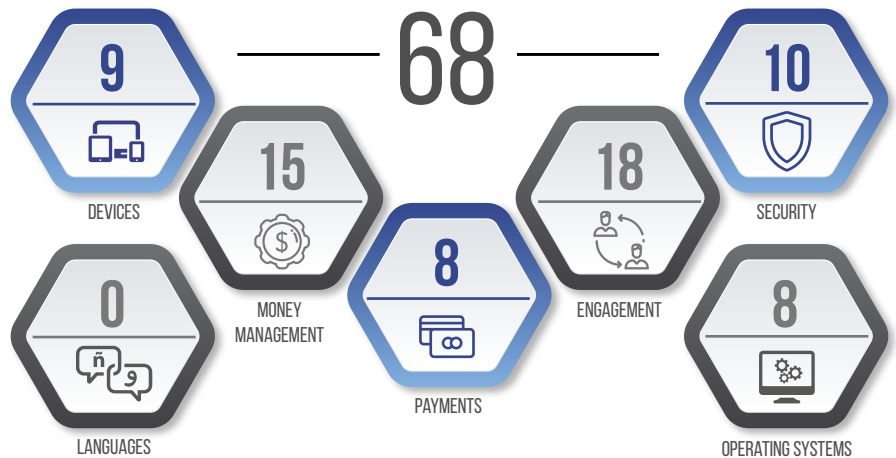 68
9
DEVICES
10
SECURITY
15
MONEY
MANAGEMENT
18
ENGAGEMENT
8
PAYMENTS
0
ñ
و
LANGUAGES
8
OPERATING SYSTEMS